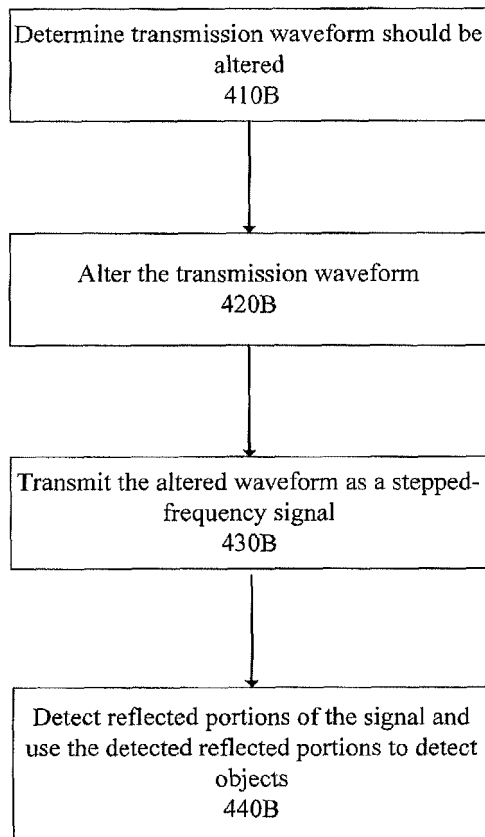 Determine transmission waveform should be
altered
410B
Alter the transmission waveform
420B
Transmit the altered waveform as a stepped-
frequency signal
430B
Detect reflected portions of the signal and
use the detected reflected portions to detect
objects
440B